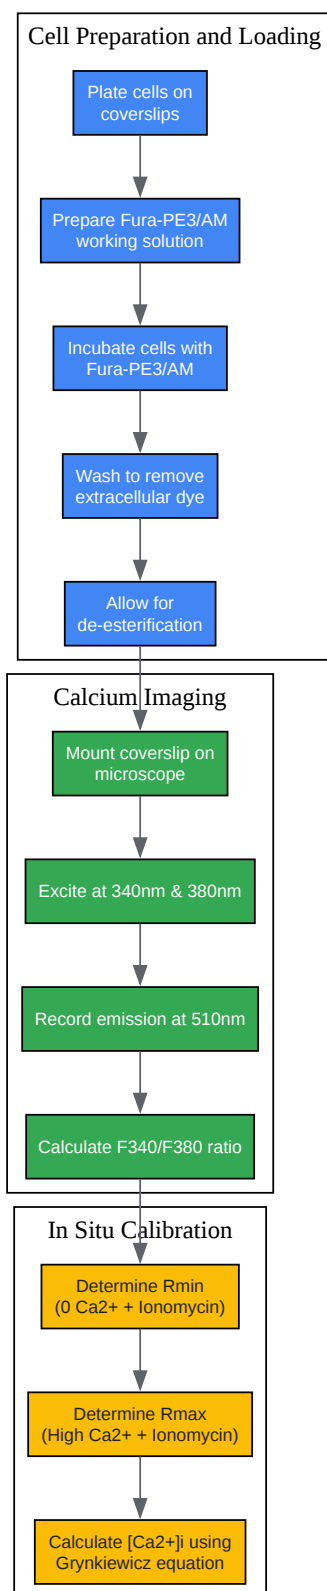 Cell Preparation and Loading
Plate cells on
coverslips
Prepare Fura-PE3/AM
working solution
Incubate cells with
Fura-PE3/AM
Wash to remove
extracellular dye
Allow for
de-esterification
Calcium Imaging
Mount coverslip on
microscope
Excite at 340nm & 380nm
Record emission at 510nm
Calculate F340/F380 ratio
In Situ Calibration
Determine Rmin
(0 Ca2+ + Ionomycin)
Determine Rmax
(High Ca2+ + Ionomycin)
Calculate [Ca2+]i using
Grynkiewicz equation